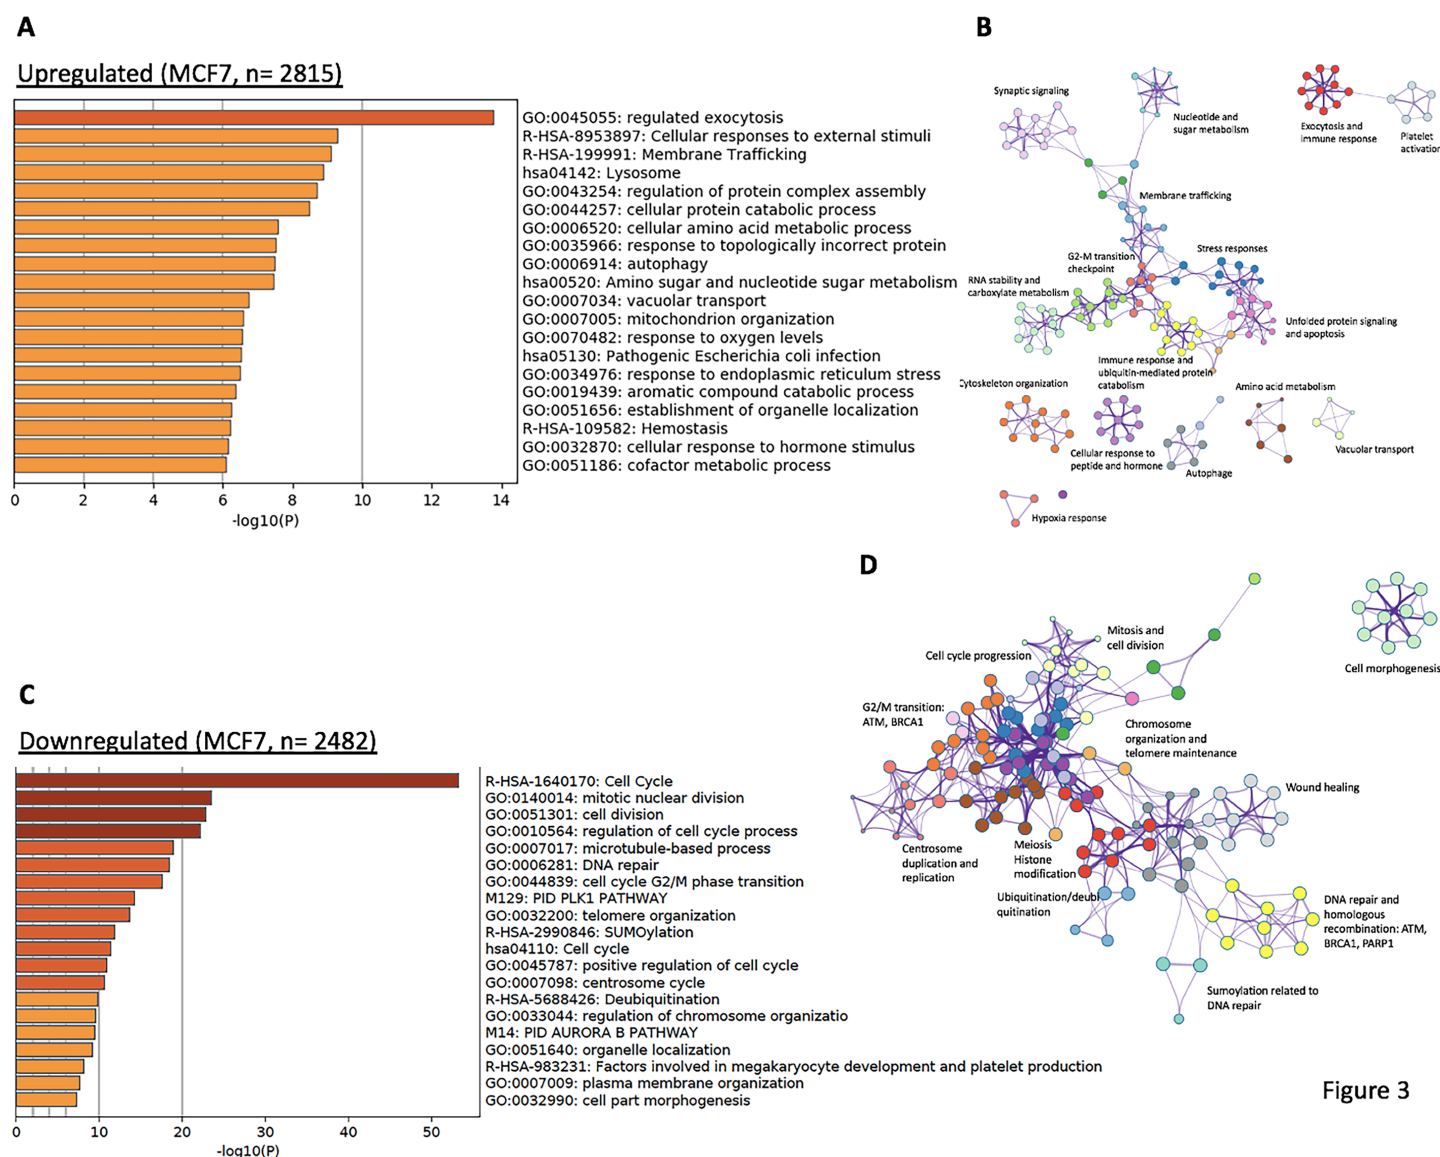 A
Upregulated (MCF7, n= 2815)
GO:0045055: regulated exocytosis
R-HSA-8953897: Cellular responses to external stimuli
R-HSA-199991: Membrane Trafficking
hsa04142: Lysosome
GO:0043254: regulation of protein complex assembly
GO:0044257: cellular protein catabolic process
GO:0006520: cellular amino acid metabolic process
GO:0035966: response to topologically incorrect protein
GO:0006914: autophagy
hsa00520: Amino sugar and nucleotide sugar metabolism
GO:0007034: vacuolar transport
GO:0007005: mitochondrion organization
GO:0070482: response to oxygen levels
hsa05130: Pathogenic Escherichia coli infection
GO:0034976: response to endoplasmic reticulum stress
GO:0019439: aromatic compound catabolic process
GO:0051656: establishment of organelle localization
R-HSA-109582: Hemostasis
GO:0032870: cellular response to hormone stimulus
GO:0051186: cofactor metabolic process
0 2 4 6 8 10 12 14
-log10(P)
B
Synaptic signaling
Nucleotide and
sugar metabolism
Exocytosis and
immune response
Platelet
activation
Membrane trafficking
G2-M transition
checkpoint
Stress responses
RNA stability and
carboxylate metabolism
Unfolded protein signaling
and apoptosis
Immune response and
ubiquitin-mediated protein
catabolism
Cytoskeleton organization
Amino acid metabolism
Cellular response to
peptide and hormone
Autophage
Vacuolar transport
Hypoxia response
C
Downregulated (MCF7, n= 2482)
R-HSA-1640170: Cell Cycle
GO:0140014: mitotic nuclear division
GO:0051301: cell division
GO:0010564: regulation of cell cycle process
GO:0007017: microtubule-based process
GO:0006281: DNA repair
GO:0044839: cell cycle G2/M phase transition
M129: PID PLK1 PATHWAY
GO:0032200: telomere organization
R-HSA-2990846: SUMOylation
hsa04110: Cell cycle
GO:0045787: positive regulation of cell cycle
GO:0007098: centrosome cycle
R-HSA-5688426: Deubiquitination
GO:0033044: regulation of chromosome organizatio
M14: PID AURORA B PATHWAY
GO:0051640: organelle localization
R-HSA-983231: Factors involved in megakaryocyte development and platelet production
GO:0007009: plasma membrane organization
GO:0032990: cell part morphogenesis
0 10 20 30 40 50
-log10(P)
D
Mitosis and
cell division
Cell cycle progression
Cell morphogenesis
G2/M transition:
ATM, BRCA1
Chromosome
organization and
telomere maintenance
Wound healing
Centrosome
duplication and
replication
Meiosis
Histone
modification
Ubiquitination/deubi
quitination
DNA repair and
homologous
recombination: ATM,
BRCA1, PARP1
Sumoylation related to
DNA repair
Figure 3